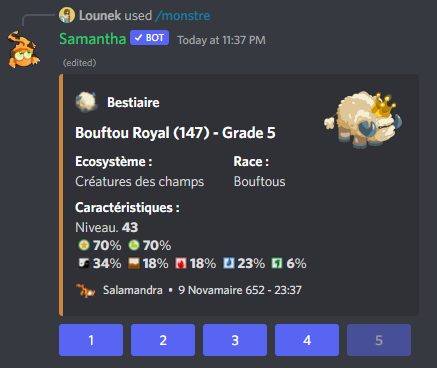 Lounek used /monstre
Samantha BOT Today at 11:37 PM
(edited)
Bestiaire
Bouftou Royal (147) - Grade 5
Ecosystème : Race :
Créatures des champs Bouftous
Caractéristiques :
Niveau. 43
70% 70%
34% 18% 18% 23% 6%
Salamandra • 9 Novamaire 652 - 23:37
1 2 3 4 5